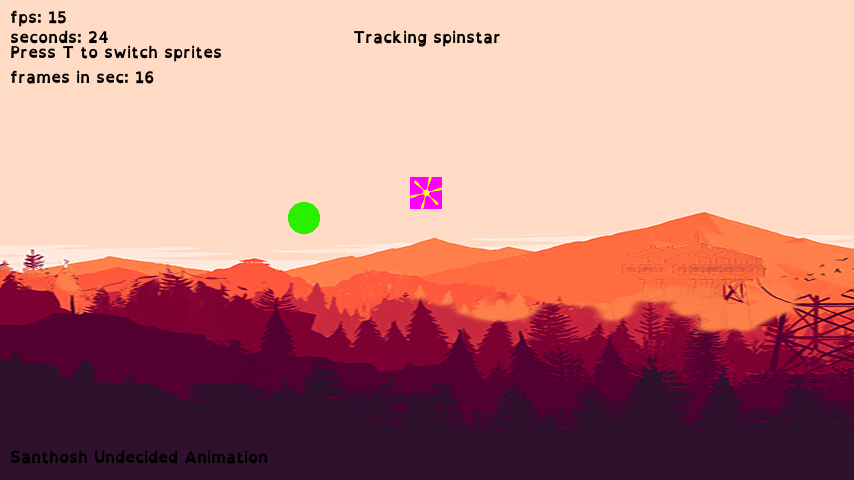 fps: 15
seconds: 24
Tracking spinstar
Press T to switch sprites
frames in sec: 16
Santhosh Undecided Animation